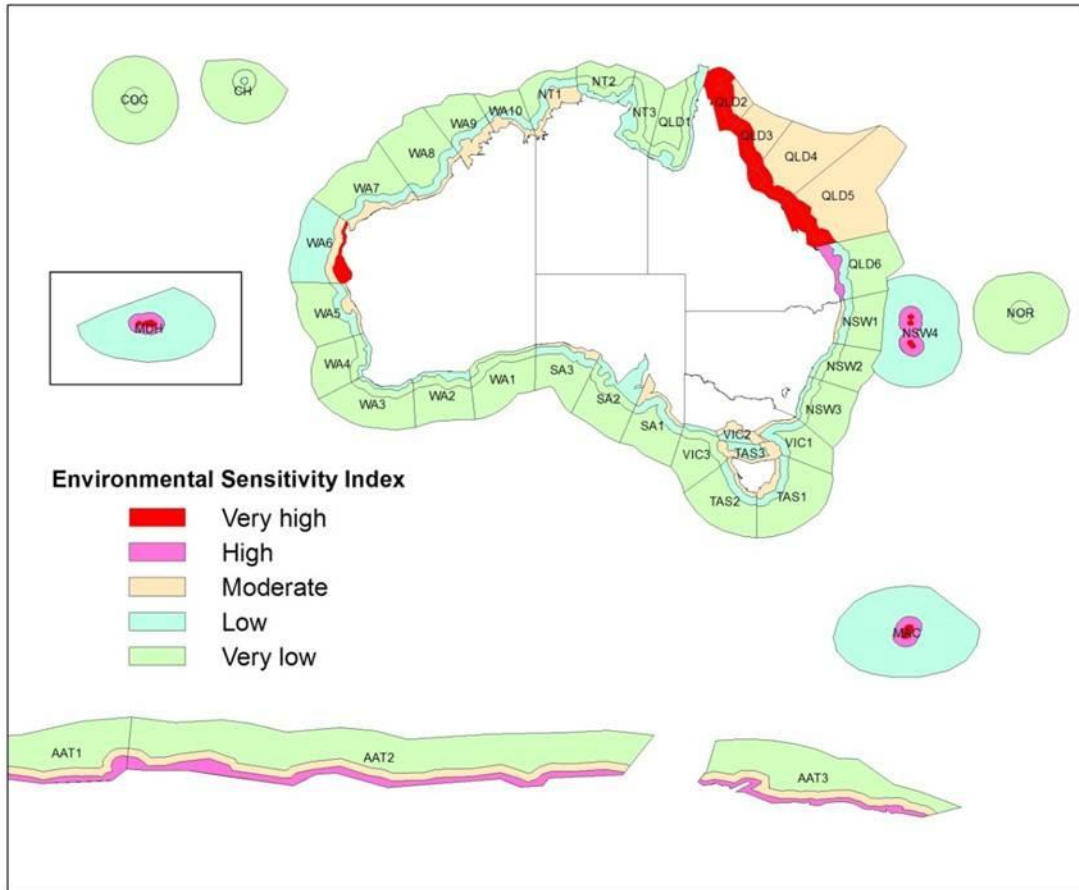 COC
CH
NT2
NT1
NT3
QLD1
QLD2
WA10
WA9
QLD3
WA8
QLD4
WA7
QLD5
WA6
QLD6
MDH
WA5
NSW1
NSW4
NOR
WA4
NSW2
WA3
WA2
WA1
SA3
SA2
SA1
NSW3
VIC2
VIC1
VIC3
TAS3
TAS2
TAS1
Environmental Sensitivity Index
Very high
High
Moderate
Low
Very low
MAC
AAT1
AAT2
AAT3